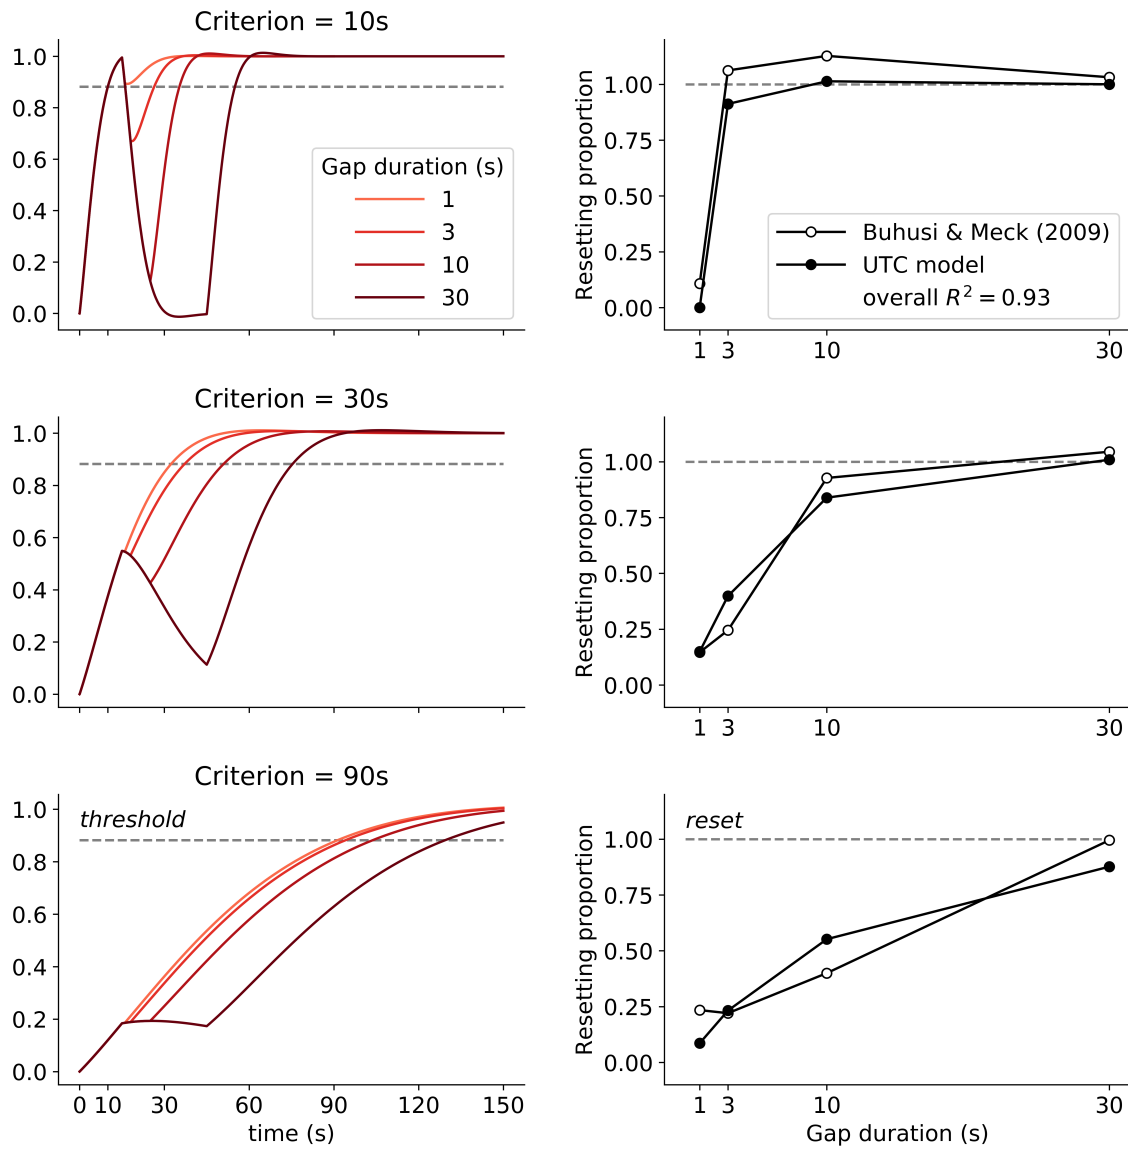 Criterion = 10s
1.0
0.8
0.6
0.4
0.2
0.0
Gap duration (s)
1
3
10
30
Resetting proportion
1.00
0.75
0.50
0.25
0.00
Buhusi & Meck (2009)
UTC model
overall R² = 0.93
1 3 10 30
Criterion = 30s
1.0
0.8
0.6
0.4
0.2
0.0
Resetting proportion
1.00
0.75
0.50
0.25
0.00
1 3 10 30
Criterion = 90s
threshold
1.0
0.8
0.6
0.4
0.2
0.0
0 10 30 60 90 120 150
time (s)
reset
Resetting proportion
1.00
0.75
0.50
0.25
0.00
1 3 10 30
Gap duration (s)